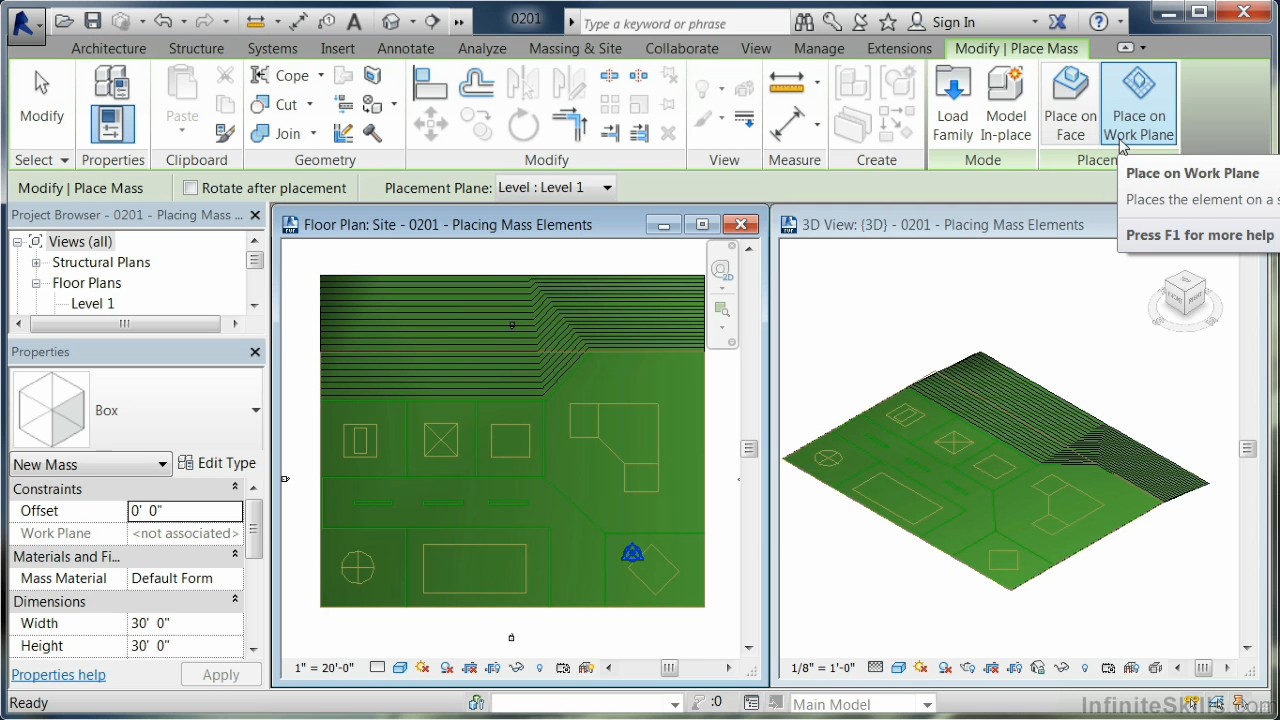 0201
Type a keyword or phrase
Sign In
Architecture Structure Systems Insert Annotate Analyze Massing & Site Collaborate View Manage Extensions Modify | Place Mass
Modify
Paste
Cope
Cut
Join
Load Family
Model In-place
Place on Face
Place on Work Plane
Select Properties Clipboard Geometry Modify View Measure Create Mode Placen
Modify | Place Mass Rotate after placement Placement Plane: Level : Level 1
Place on Work Plane
Places the element on a s
Press F1 for more help
Project Browser - 0201 - Placing Mass ...
Views (all)
Structural Plans
Floor Plans
Level 1
Properties
Box
New Mass Edit Type
Constraints
Offset 0' 0"
Work Plane <not associated>
Materials and Fi...
Mass Material Default Form
Dimensions
Width 30' 0"
Height 30' 0"
Properties help Apply
Floor Plan: Site - 0201 - Placing Mass Elements
2D
1" = 20'-0"
3D View: {3D} - 0201 - Placing Mass Elements
1/8" = 1'-0"
Ready
:0
Main Model
InfiniteSkills.com